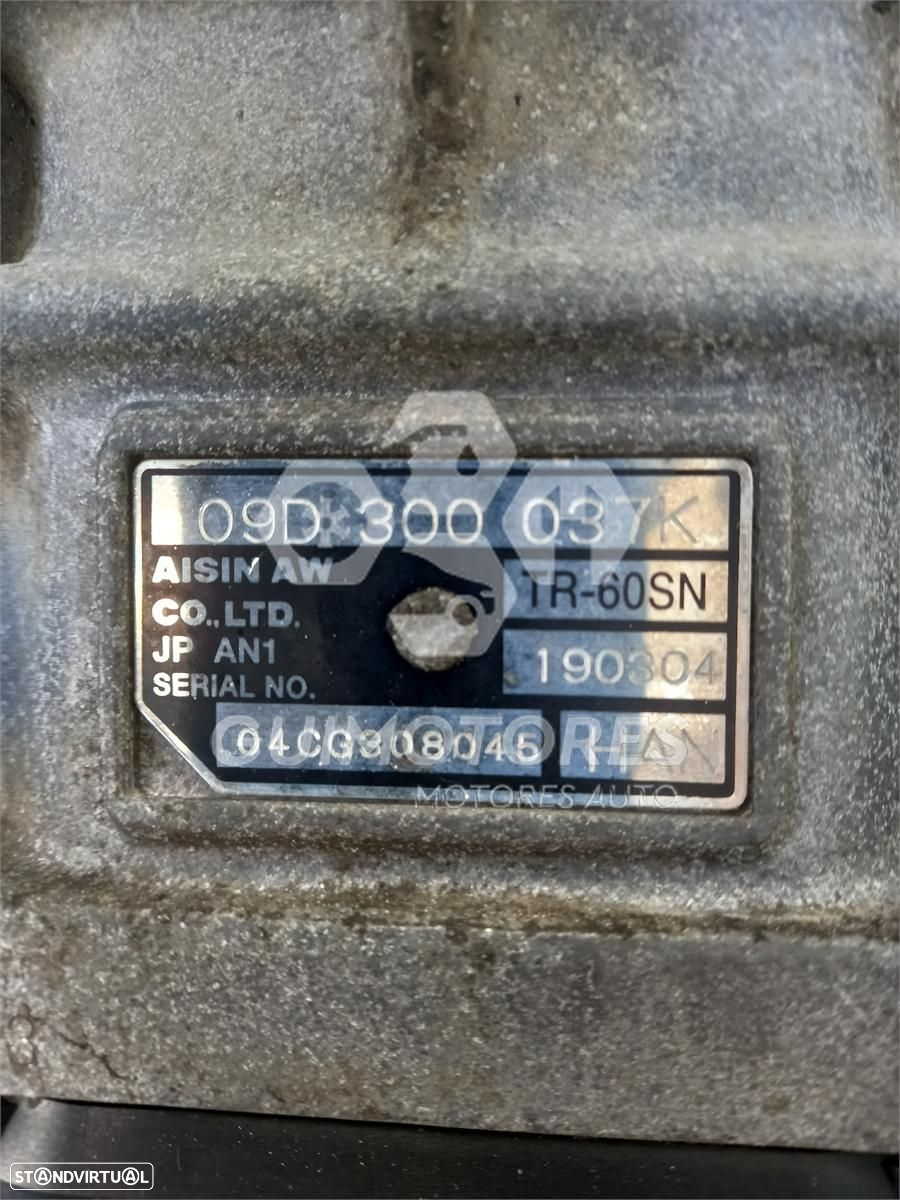 09D 300 037K
AISIN AW
CO.,LTD.
TR-60SN
JP AN1
190304
SERIAL NO.
04CG308045
GUIMOTORES
MOTORES AUTO
STANDVIRTUAL